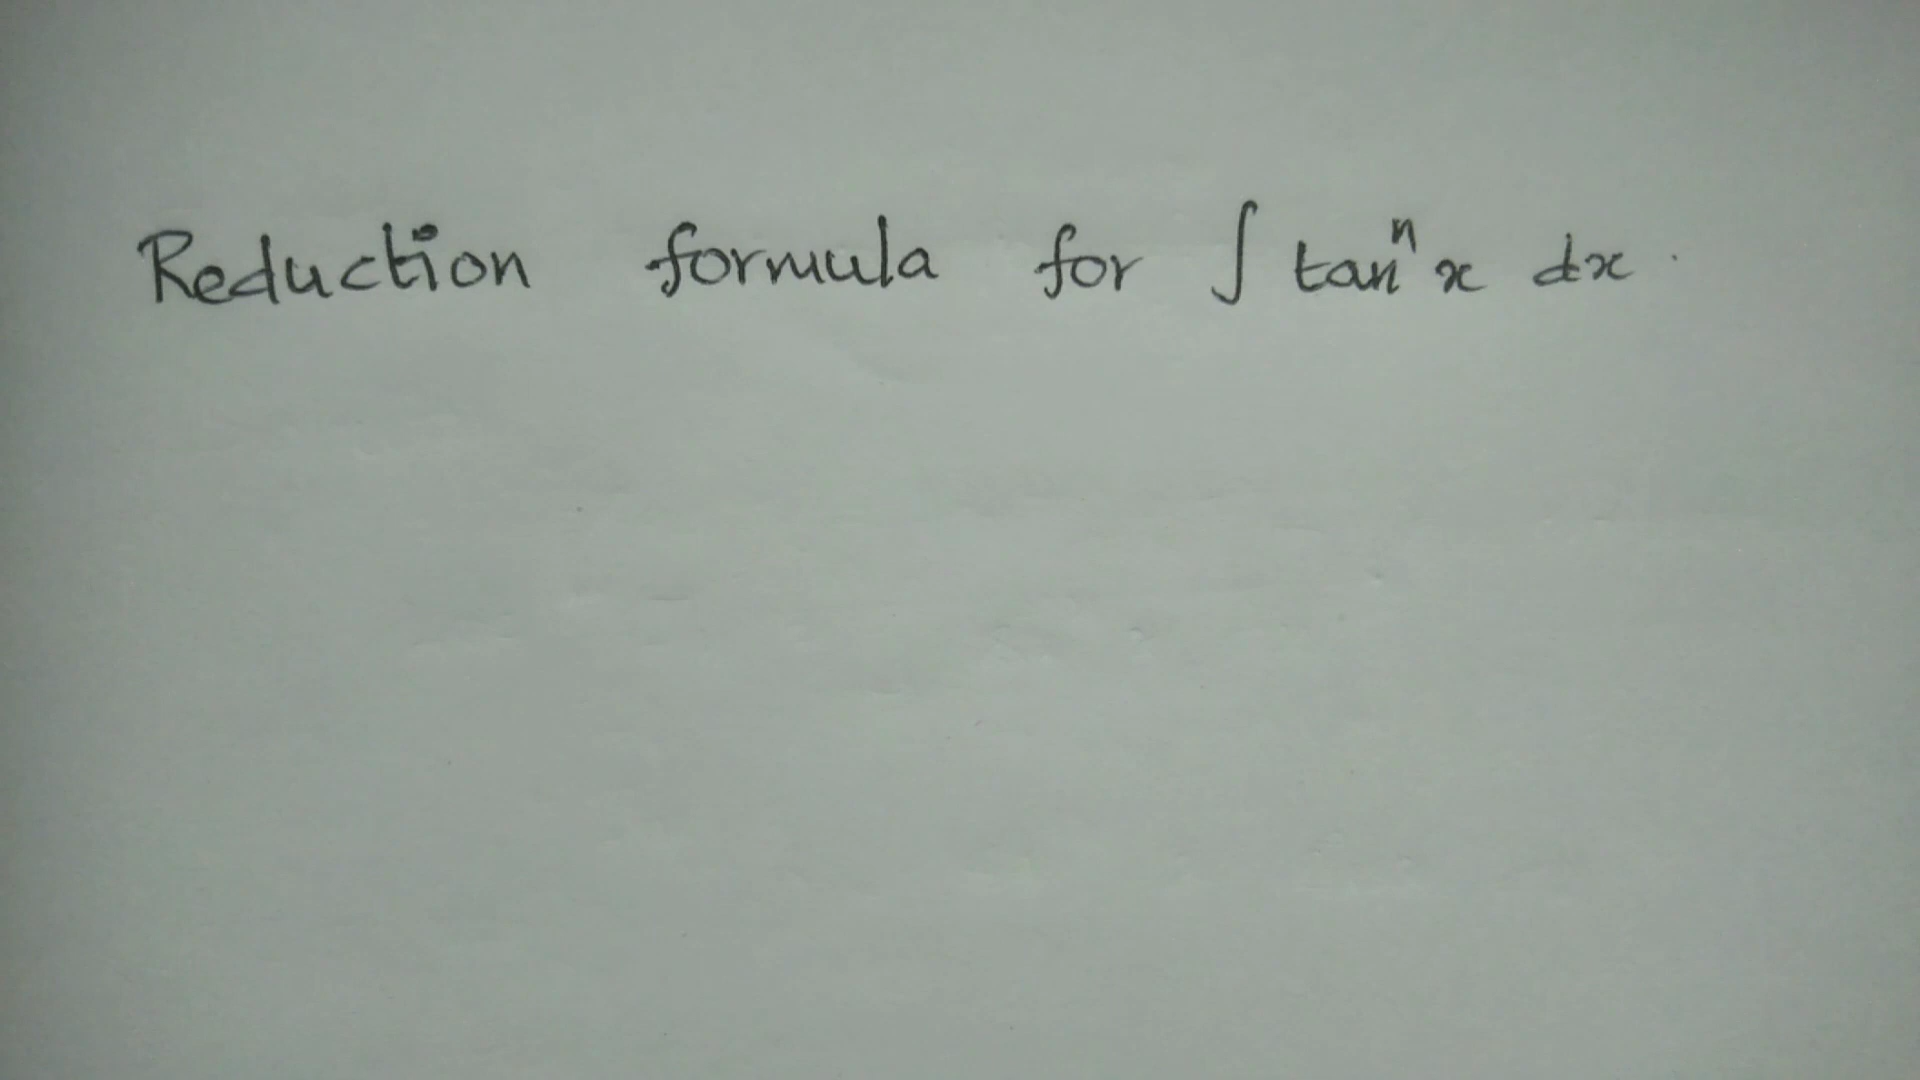 Reduction formula for ∫ tanⁿx dx.